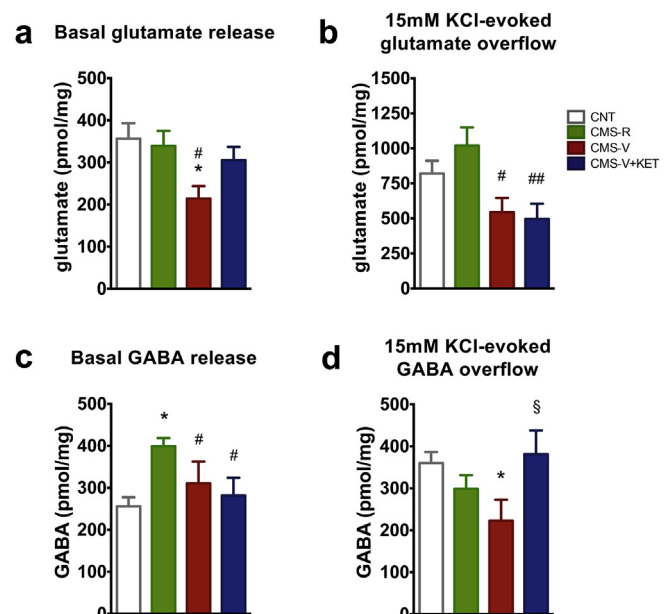 a Basal glutamate release
glutamate (pmol/mg)
500
400
300
200
100
0
#
*
b 15mM KCl-evoked
glutamate overflow
glutamate (pmol/mg)
1500
1250
1000
750
500
250
0
#
##
CNT
CMS-R
CMS-V
CMS-V+KET
c Basal GABA release
GABA (pmol/mg)
500
400
300
200
100
0
*
#
#
d 15mM KCl-evoked
GABA overflow
GABA (pmol/mg)
500
400
300
200
100
0
*
§